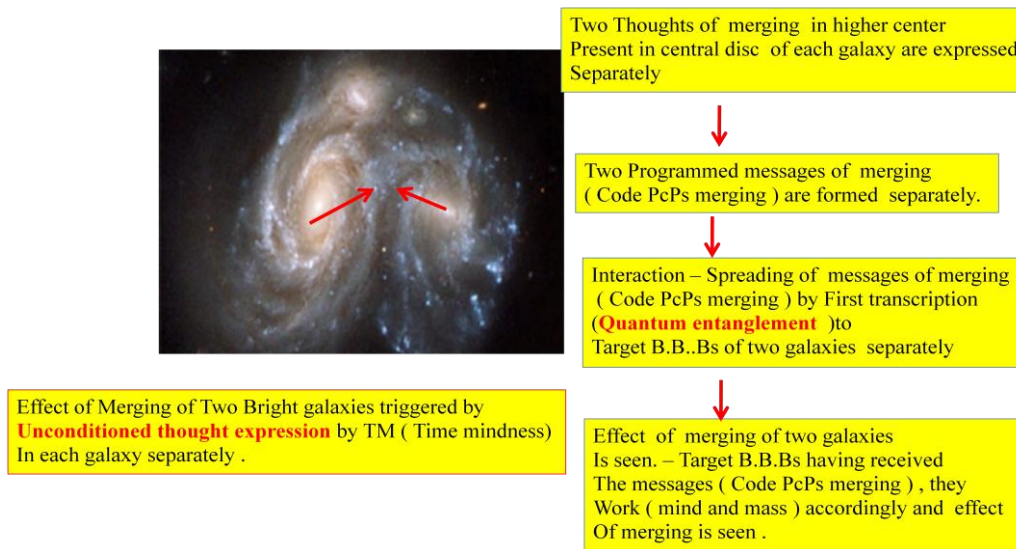 Two Thoughts of merging in higher center
Present in central disc of each galaxy are expressed
Separately
Two Programmed messages of merging
( Code PcPs merging ) are formed separately.
Interaction – Spreading of messages of merging
( Code PcPs merging ) by First transcription
(Quantum entanglement )to
Target B.B..Bs of two galaxies separately
Effect of Merging of Two Bright galaxies triggered by
Unconditioned thought expression by TM ( Time mindness)
In each galaxy separately .
Effect of merging of two galaxies
Is seen. – Target B.B.Bs having received
The messages ( Code PcPs merging ) , they
Work ( mind and mass ) accordingly and effect
Of merging is seen .